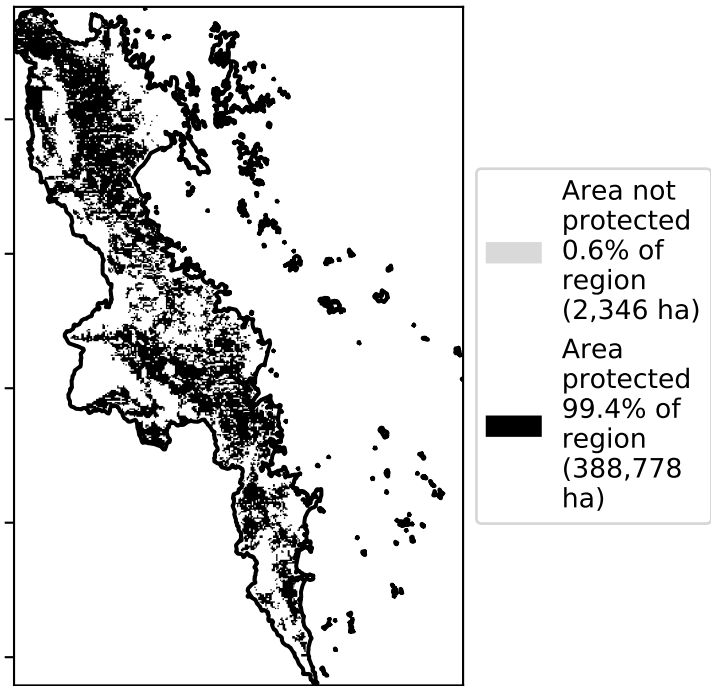 Area not
protected
0.6% of
region
(2,346 ha)
Area
protected
99.4% of
region
(388,778
ha)